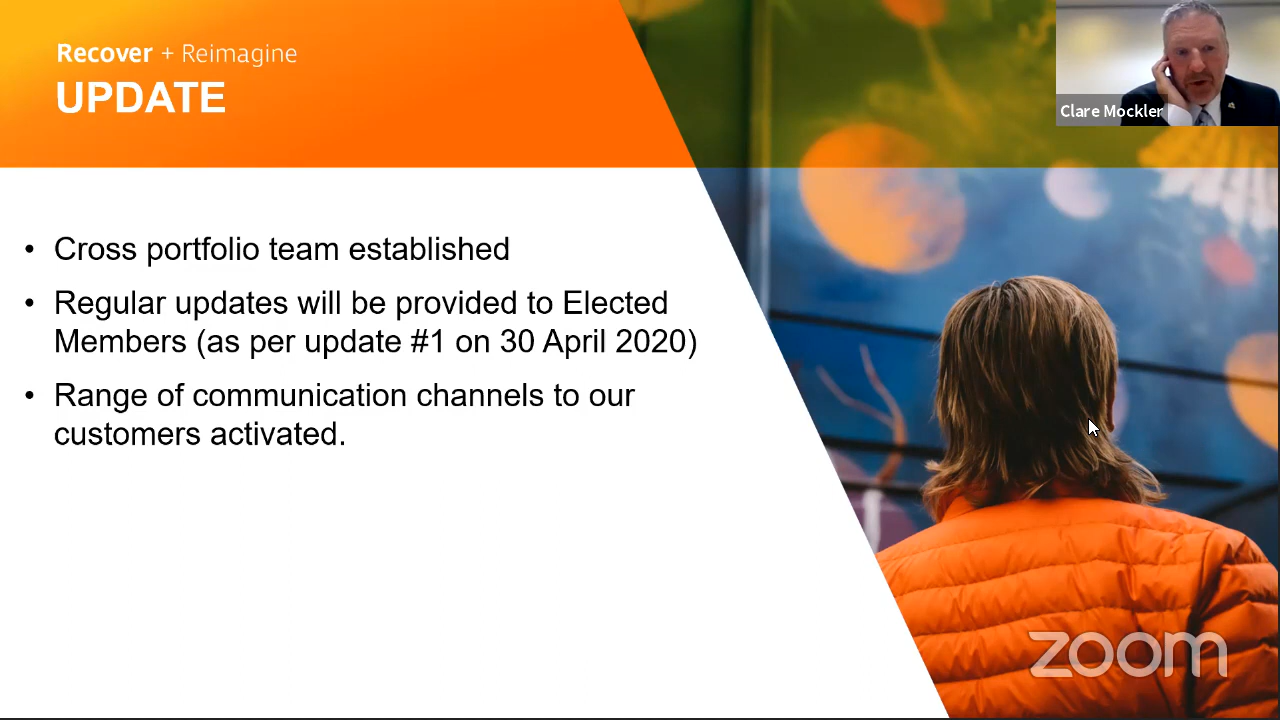 Recover + Reimagine
UPDATE
Clare Mockler
• Cross portfolio team established
• Regular updates will be provided to Elected
Members (as per update #1 on 30 April 2020)
• Range of communication channels to our
customers activated.
zoom